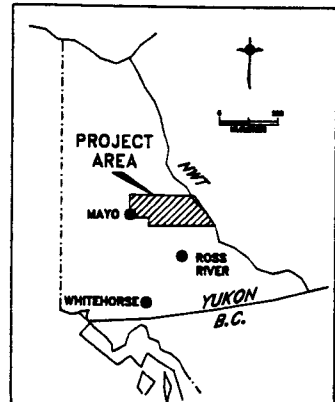 PROJECT
AREA
NWT
MAYO
ROSS
RIVER
WHITEHORSE
YUKON
B.C.